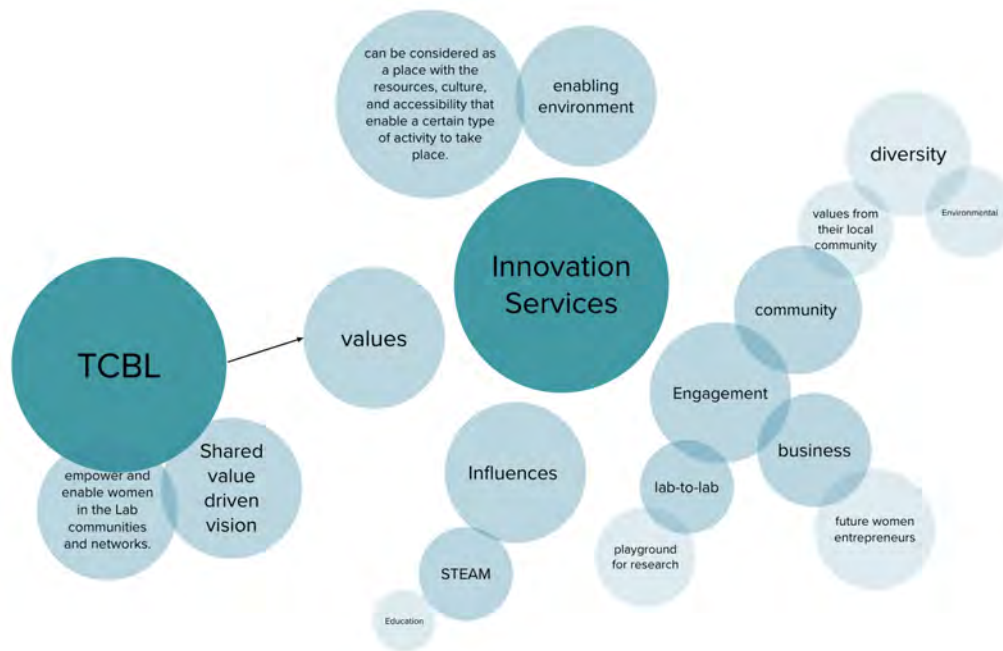 can be considered as
a place with the
resources, culture,
and accessibility that
enable a certain type
of activity to take
place.
enabling
environment
diversity
Environmental
values from
their local
community
Innovation
Services
community
values
TCBL
Engagement
business
Shared
value
driven
vision
empower and
enable women
in the Lab
communities
and networks.
Influences
lab-to-lab
future women
entrepreneurs
playground
for research
STEAM
Education